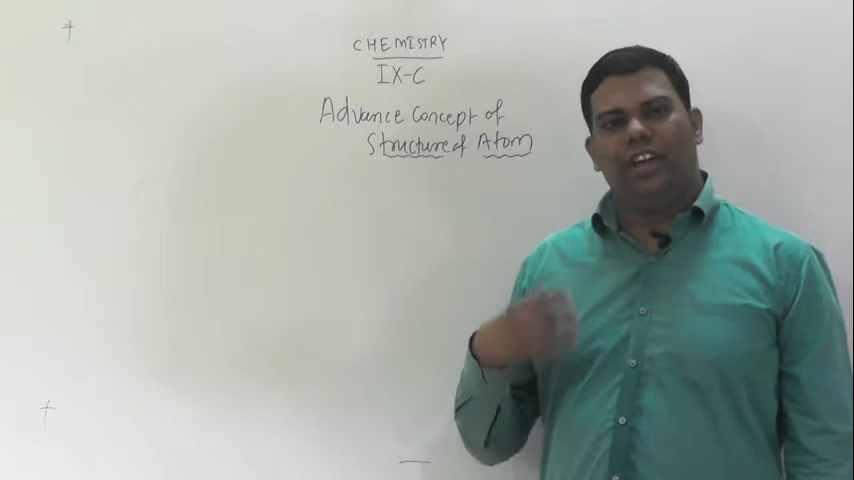 CHEMISTRY
IX-C
Advance Concept of
Structure of Atom